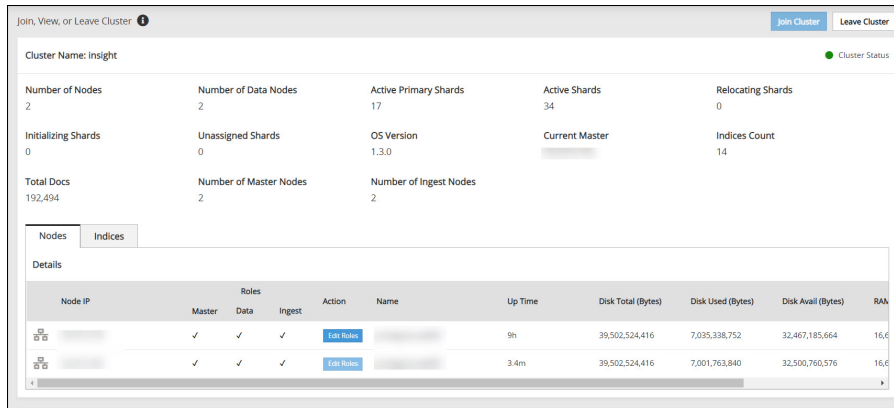 Join, View, or Leave Cluster
Join Cluster
Leave Cluster
Cluster Name: insight
Cluster Status
Number of Nodes
Number of Data Nodes
Active Primary Shards
Active Shards
Relocating Shards
2
2
17
34
0
Initializing Shards
Unassigned Shards
OS Version
Current Master
Indices Count
0
0
1.3.0
14
Total Docs
Number of Master Nodes
Number of Ingest Nodes
192,494
2
2
Nodes
Indices
Details
Node IP
Roles
Master
Data
Ingest
Action
Name
Up Time
Disk Total (Bytes)
Disk Used (Bytes)
Disk Avail (Bytes)
✓ ✓ ✓ Edit Roles 9h 39,502,524,416 7,035,338,752 32,467,185,664 16,6
✓ ✓ ✓ Edit Roles 3.4m 39,502,524,416 7,001,763,840 32,500,760,576 16,6